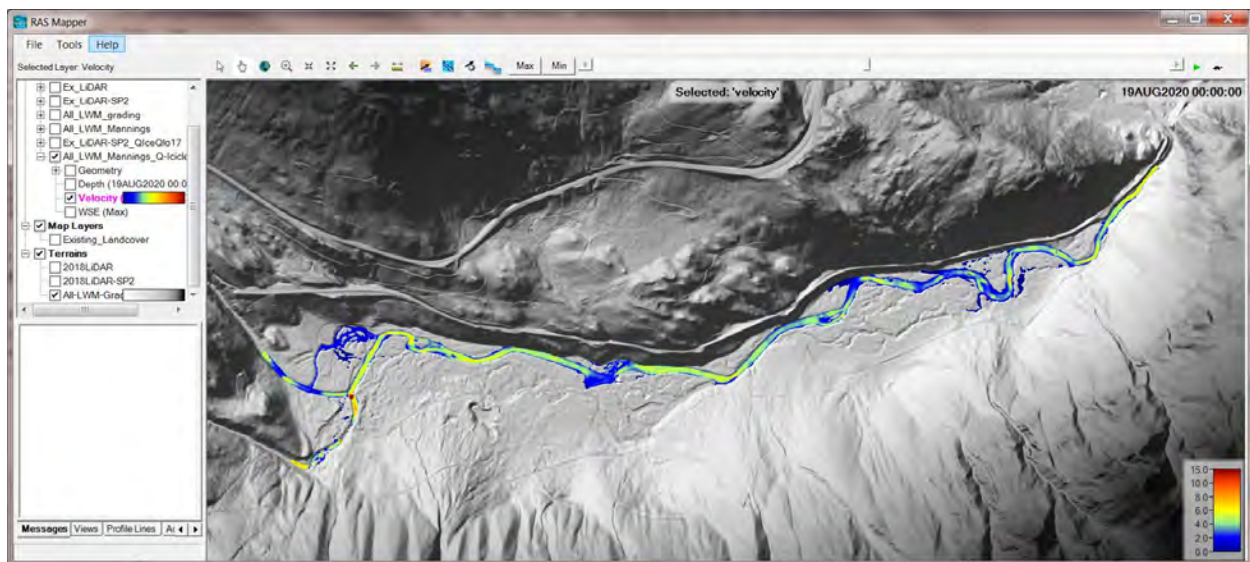 RAS Mapper
File Tools Help
Selected Layer: Velocity
Max Min
Selected: 'velocity'
19AUG2020 00:00:00
Ex_LiDAR
Ex_LiDAR-SP2
All_LWM_grading
All_LWM_Mannings
Ex_LiDAR-SP2_QIceQlo17
All_LWM_Mannings_Q-Icicle
Geometry
Depth (19AUG2020 00:0
Velocity (
WSE (Max)
Map Layers
Existing_Landcover
Terrains
2018LiDAR
2018LiDAR-SP2
All-LWM-Grad
Messages Views Profile Lines
15.0
10.0
8.0
6.0
4.0
2.0
0.0